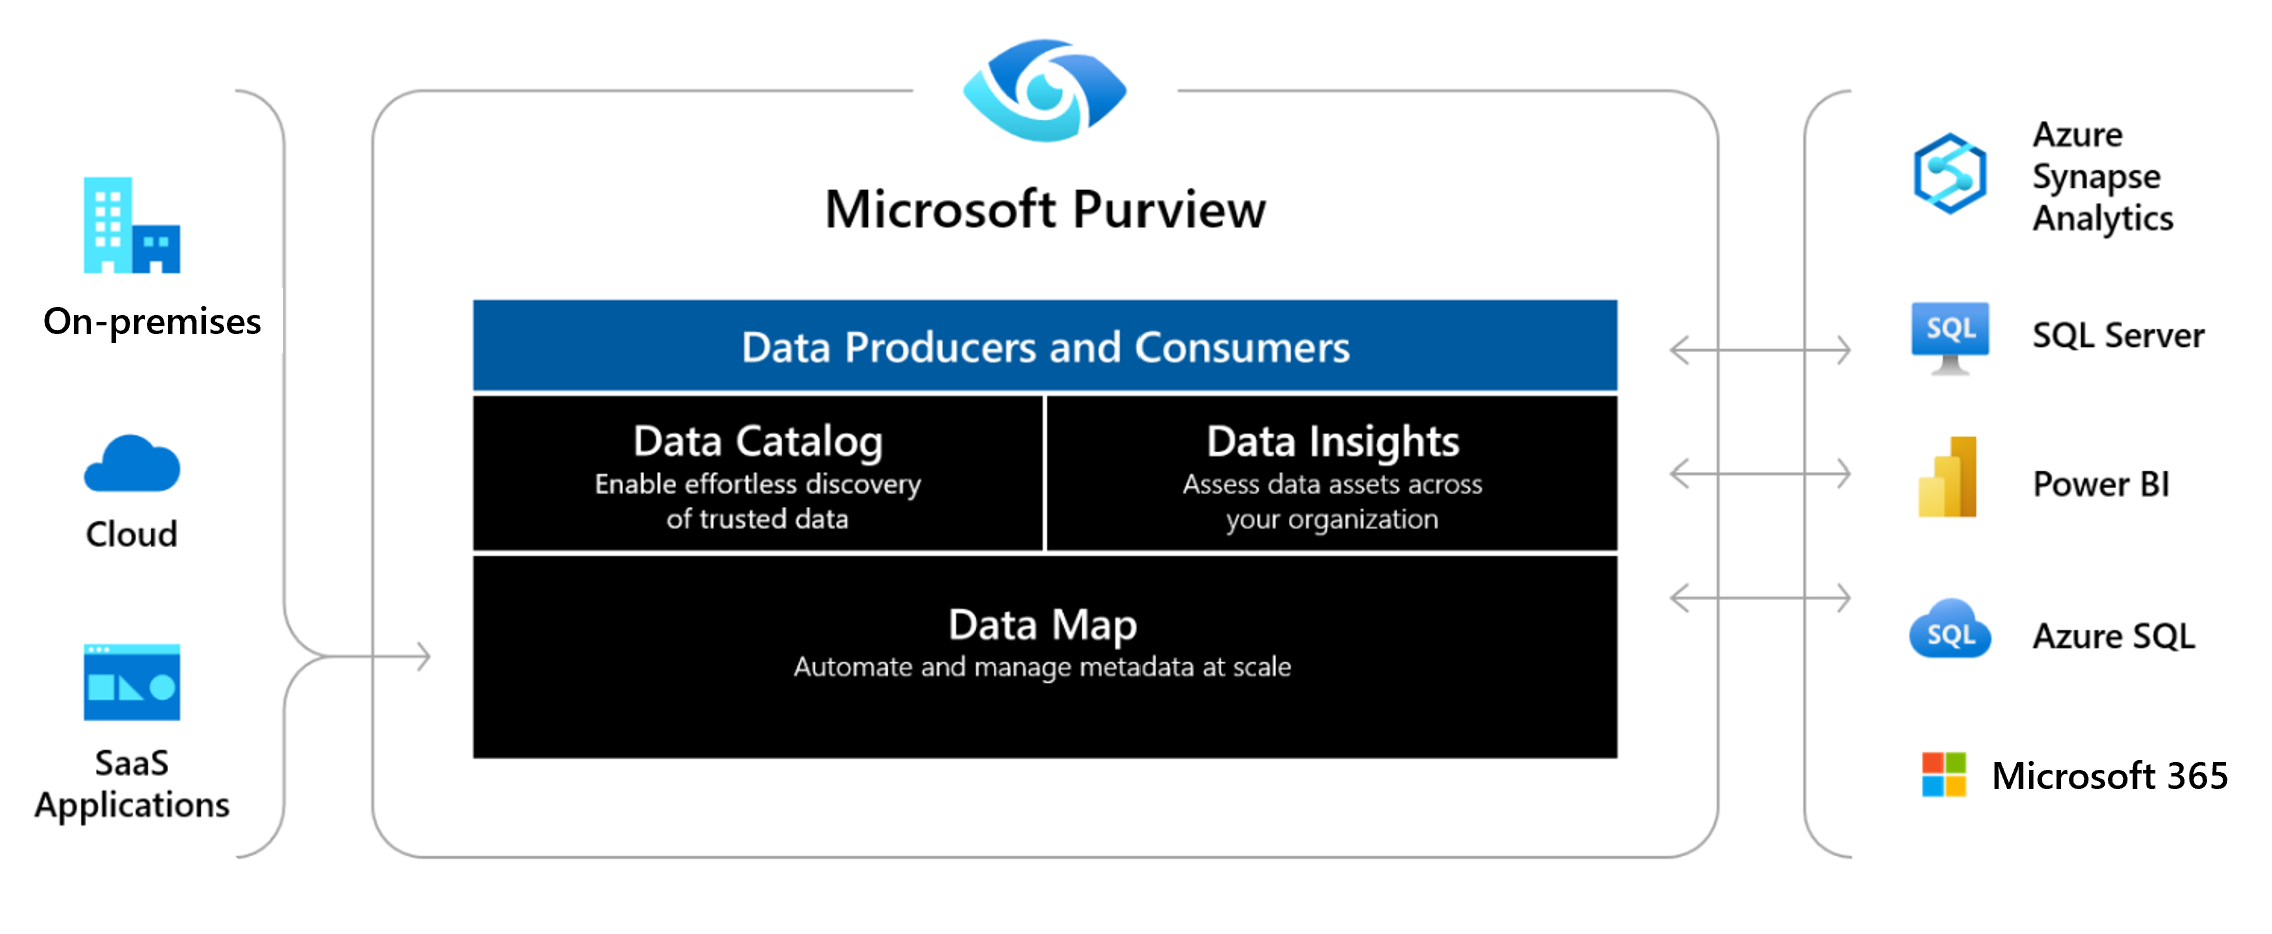 Microsoft Purview
On-premises
Cloud
SaaS
Applications
Data Producers and Consumers
Data Catalog
Enable effortless discovery
of trusted data
Data Insights
Assess data assets across
your organization
Data Map
Automate and manage metadata at scale
Azure
Synapse
Analytics
SQL
SQL Server
Power BI
SQL
Azure SQL
Microsoft 365